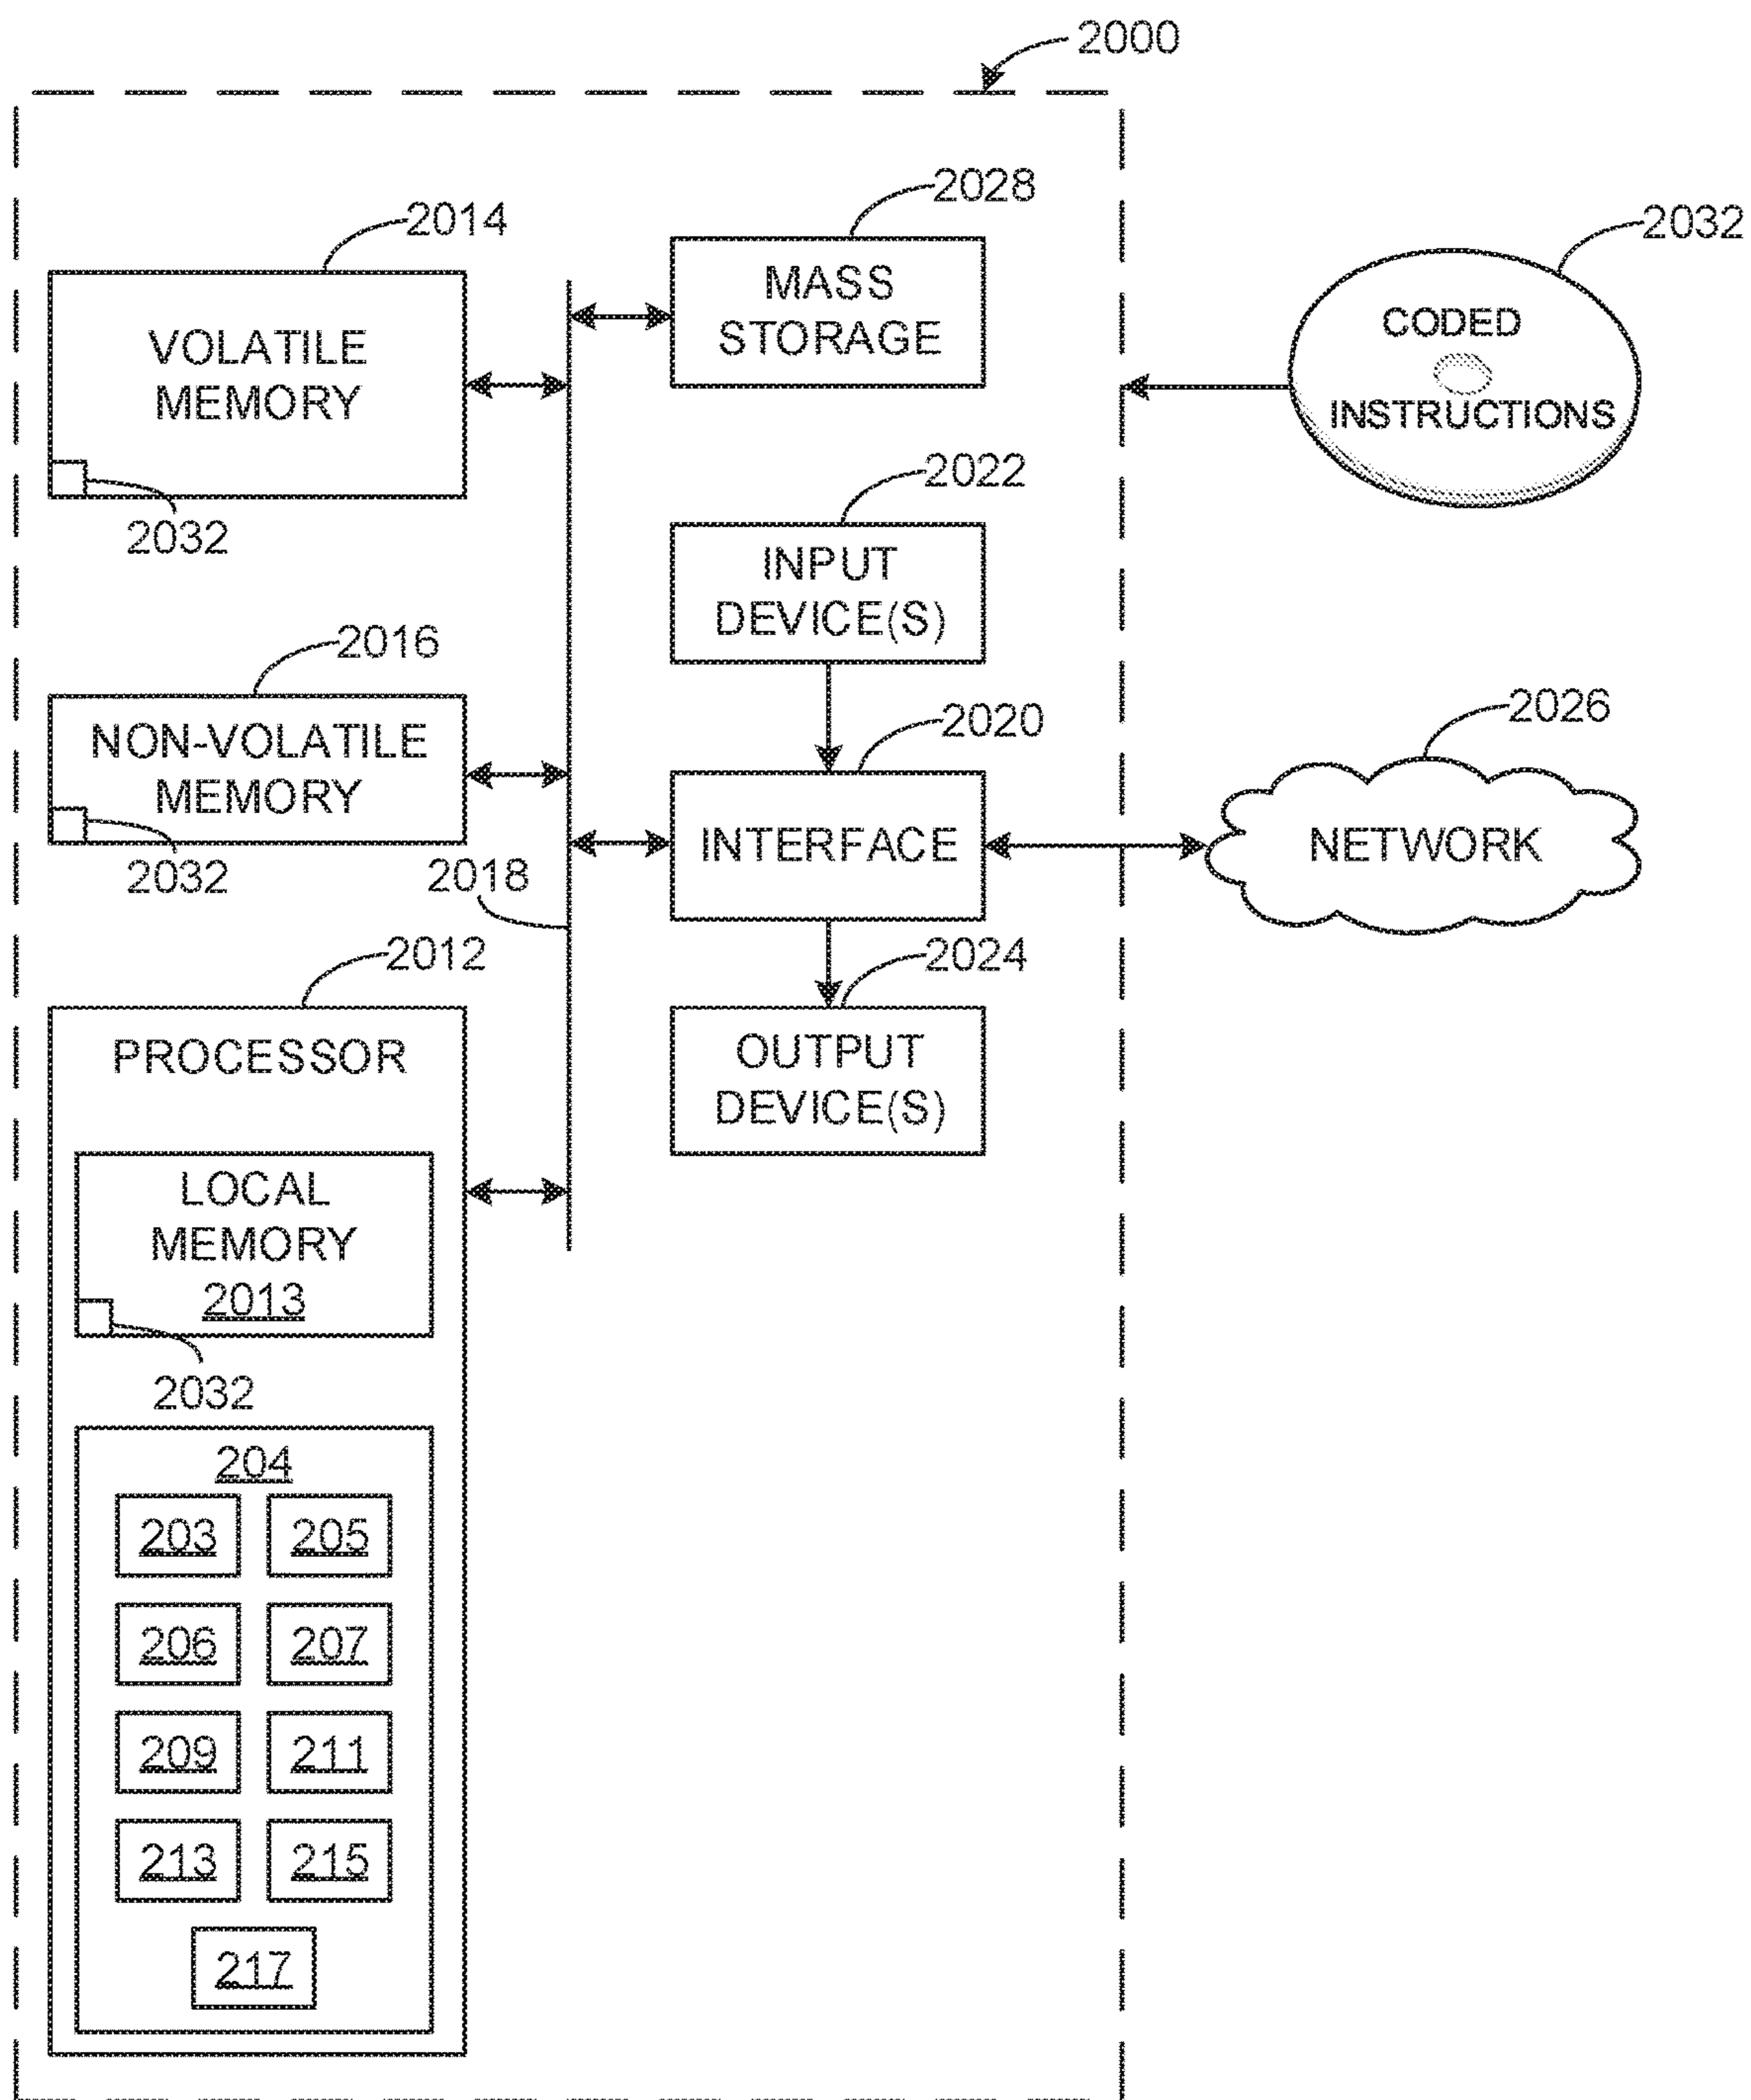 2000
2014
VOLATILE
MEMORY
2032
2028
MASS
STORAGE
2032
CODED
INSTRUCTIONS
2022
INPUT
DEVICE(S)
2016
NON-VOLATILE
MEMORY
2032
2018
2020
INTERFACE
2026
NETWORK
2012
PROCESSOR
2024
OUTPUT
DEVICE(S)
LOCAL
MEMORY
2013
2032
204
203 205
206 207
209 211
213 215
217